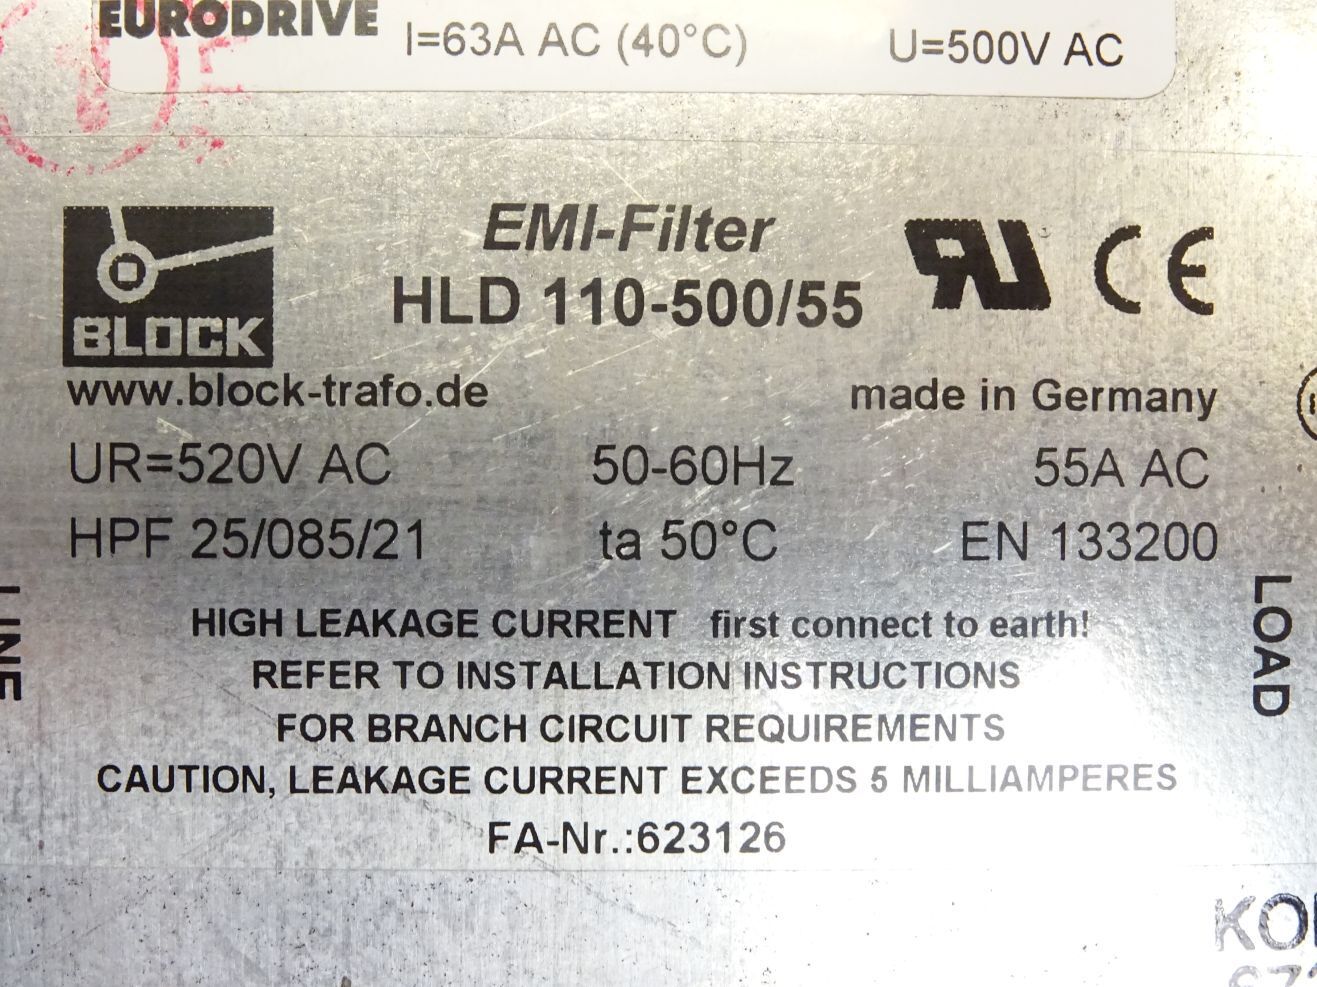 EURODRIVE
I=63A AC (40°C) U=500V AC
EMI-Filter
HLD 110-500/55
BLOCK
www.block-trafo.de made in Germany
UR=520V AC 50-60Hz 55A AC
HPF 25/085/21 ta 50°C EN 133200
LINE
LOAD
HIGH LEAKAGE CURRENT first connect to earth!
REFER TO INSTALLATION INSTRUCTIONS
FOR BRANCH CIRCUIT REQUIREMENTS
CAUTION, LEAKAGE CURRENT EXCEEDS 5 MILLIAMPERES
FA-Nr.:623126